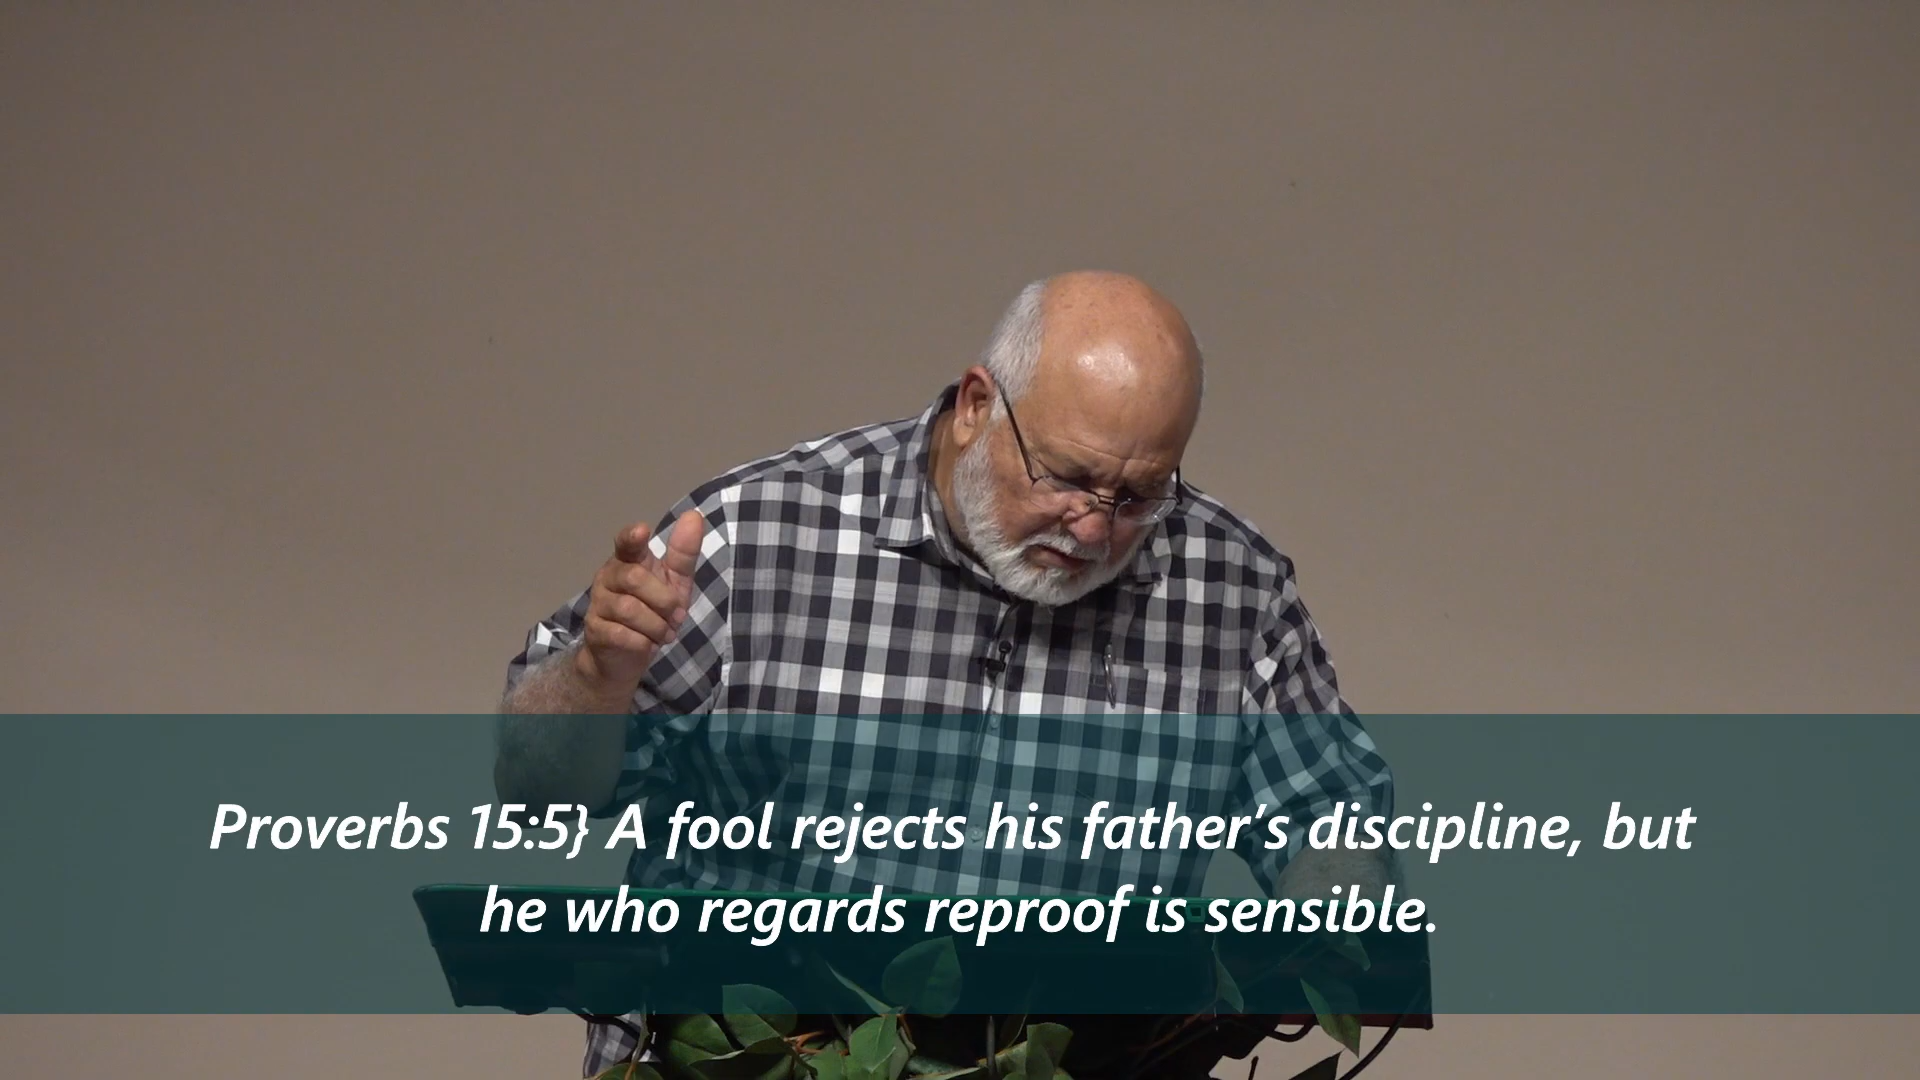 Proverbs 15:5} A fool rejects his father’s discipline, but
he who regards reproof is sensible.